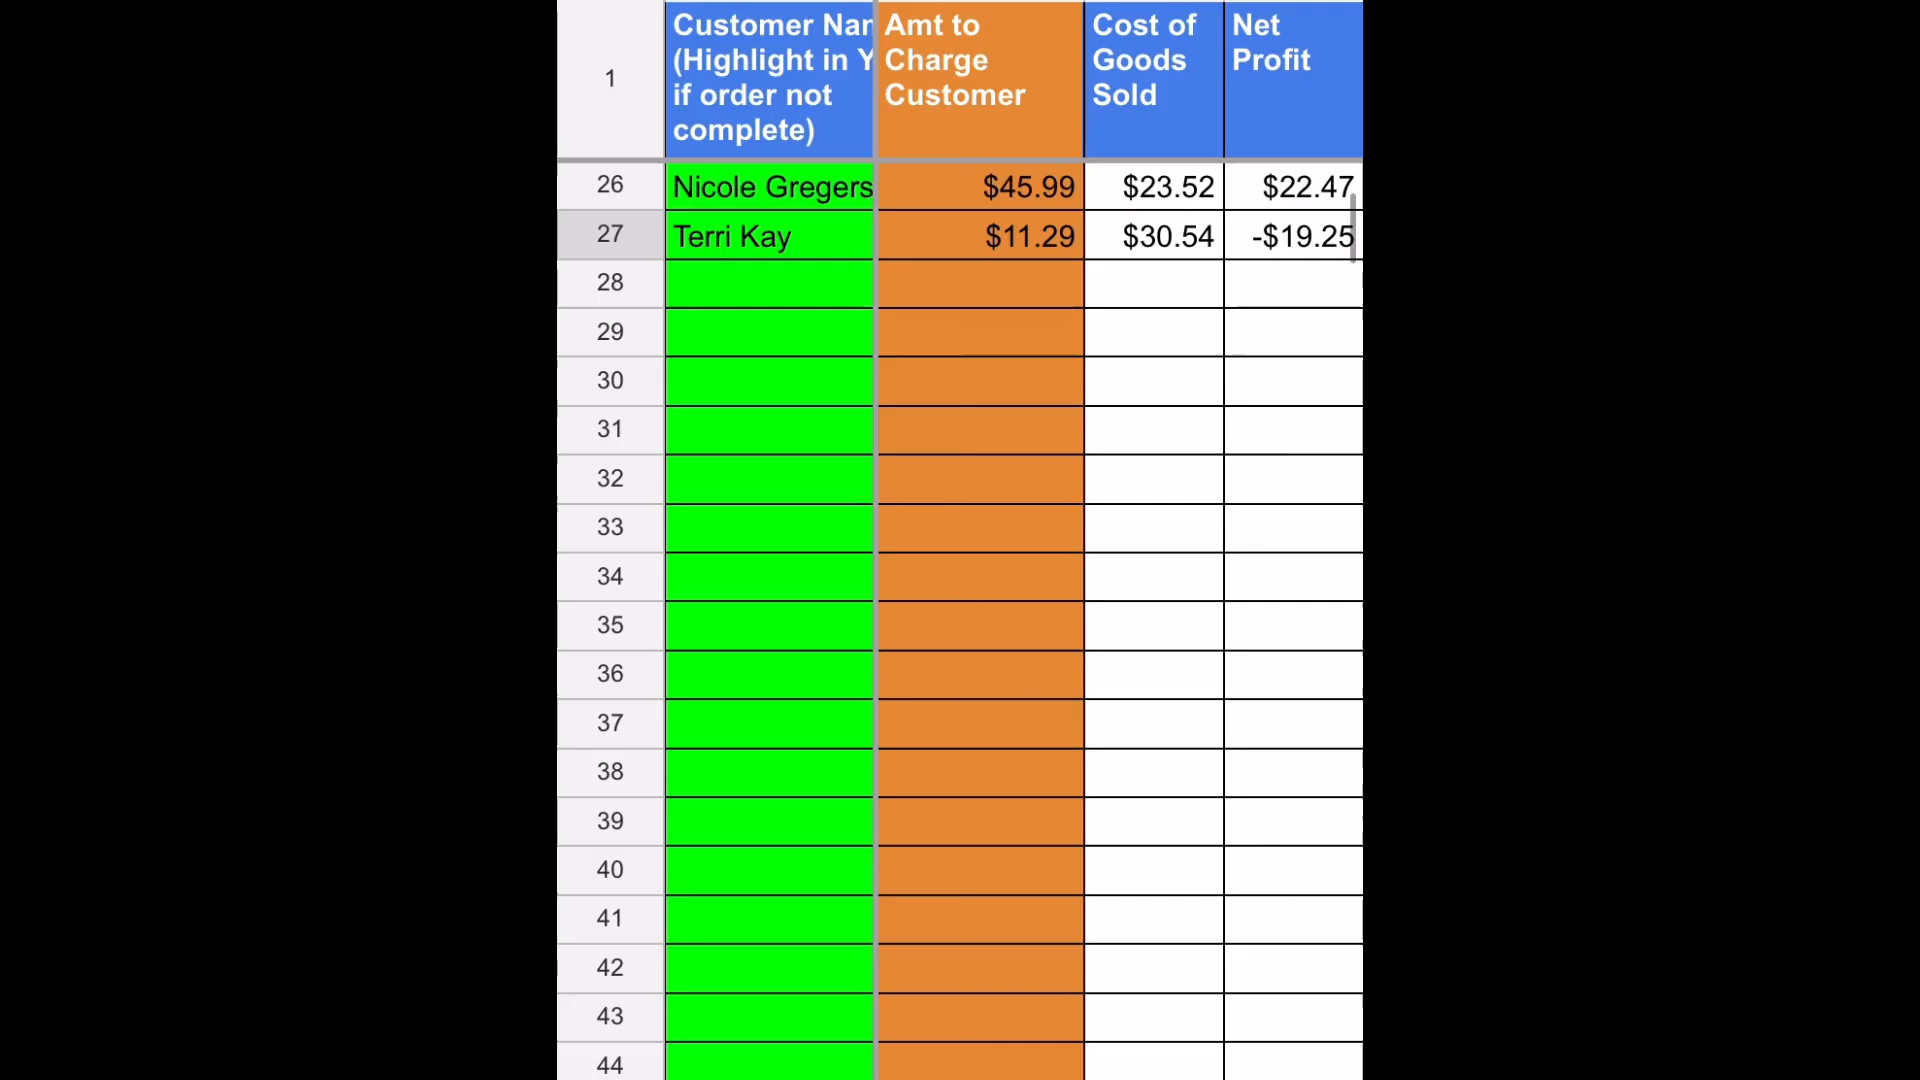 1
Customer Nan
(Highlight in Y
if order not
complete)
Amt to
Charge
Customer
Cost of
Goods
Sold
Net
Profit
26 Nicole Gregers $45.99 $23.52 $22.47
27 Terri Kay $11.29 $30.54 -$19.25
28
29
30
31
32
33
34
35
36
37
38
39
40
41
42
43
44